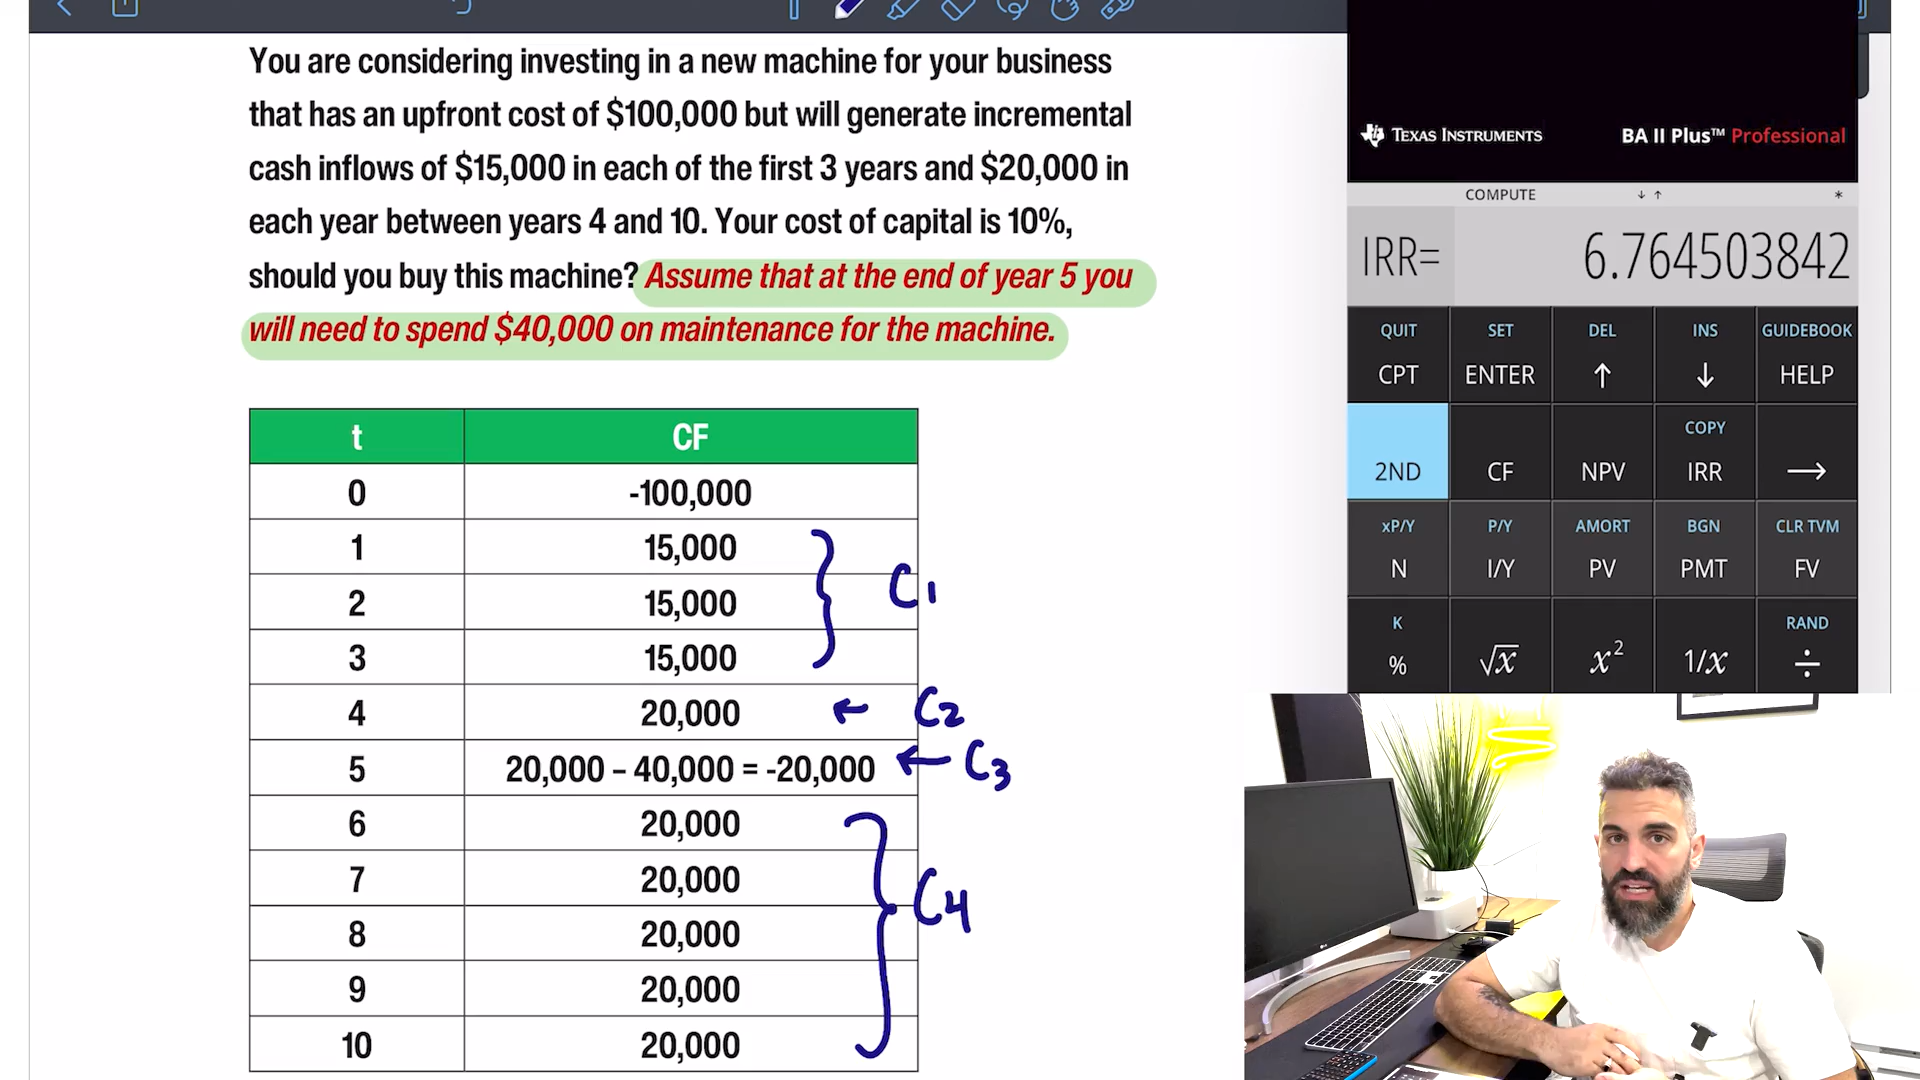 You are considering investing in a new machine for your business
that has an upfront cost of $100,000 but will generate incremental
cash inflows of $15,000 in each of the first 3 years and $20,000 in
each year between years 4 and 10. Your cost of capital is 10%,
should you buy this machine? Assume that at the end of year 5 you
will need to spend $40,000 on maintenance for the machine.
t CF
0 -100,000
1 15,000
2 15,000
3 15,000
C1
4 20,000 ← C2
5 20,000 – 40,000 = -20,000 ← C3
6 20,000
7 20,000
8 20,000
9 20,000
10 20,000
C4
TEXAS INSTRUMENTS BA II Plus™ Professional
COMPUTE ↓ ↑ *
IRR= 6.764503842
QUIT SET DEL INS GUIDEBOOK
CPT ENTER ↑ ↓ HELP
COPY
2ND CF NPV IRR →
xP/Y P/Y AMORT BGN CLR TVM
N I/Y PV PMT FV
K RAND
% √x x² 1/x ÷